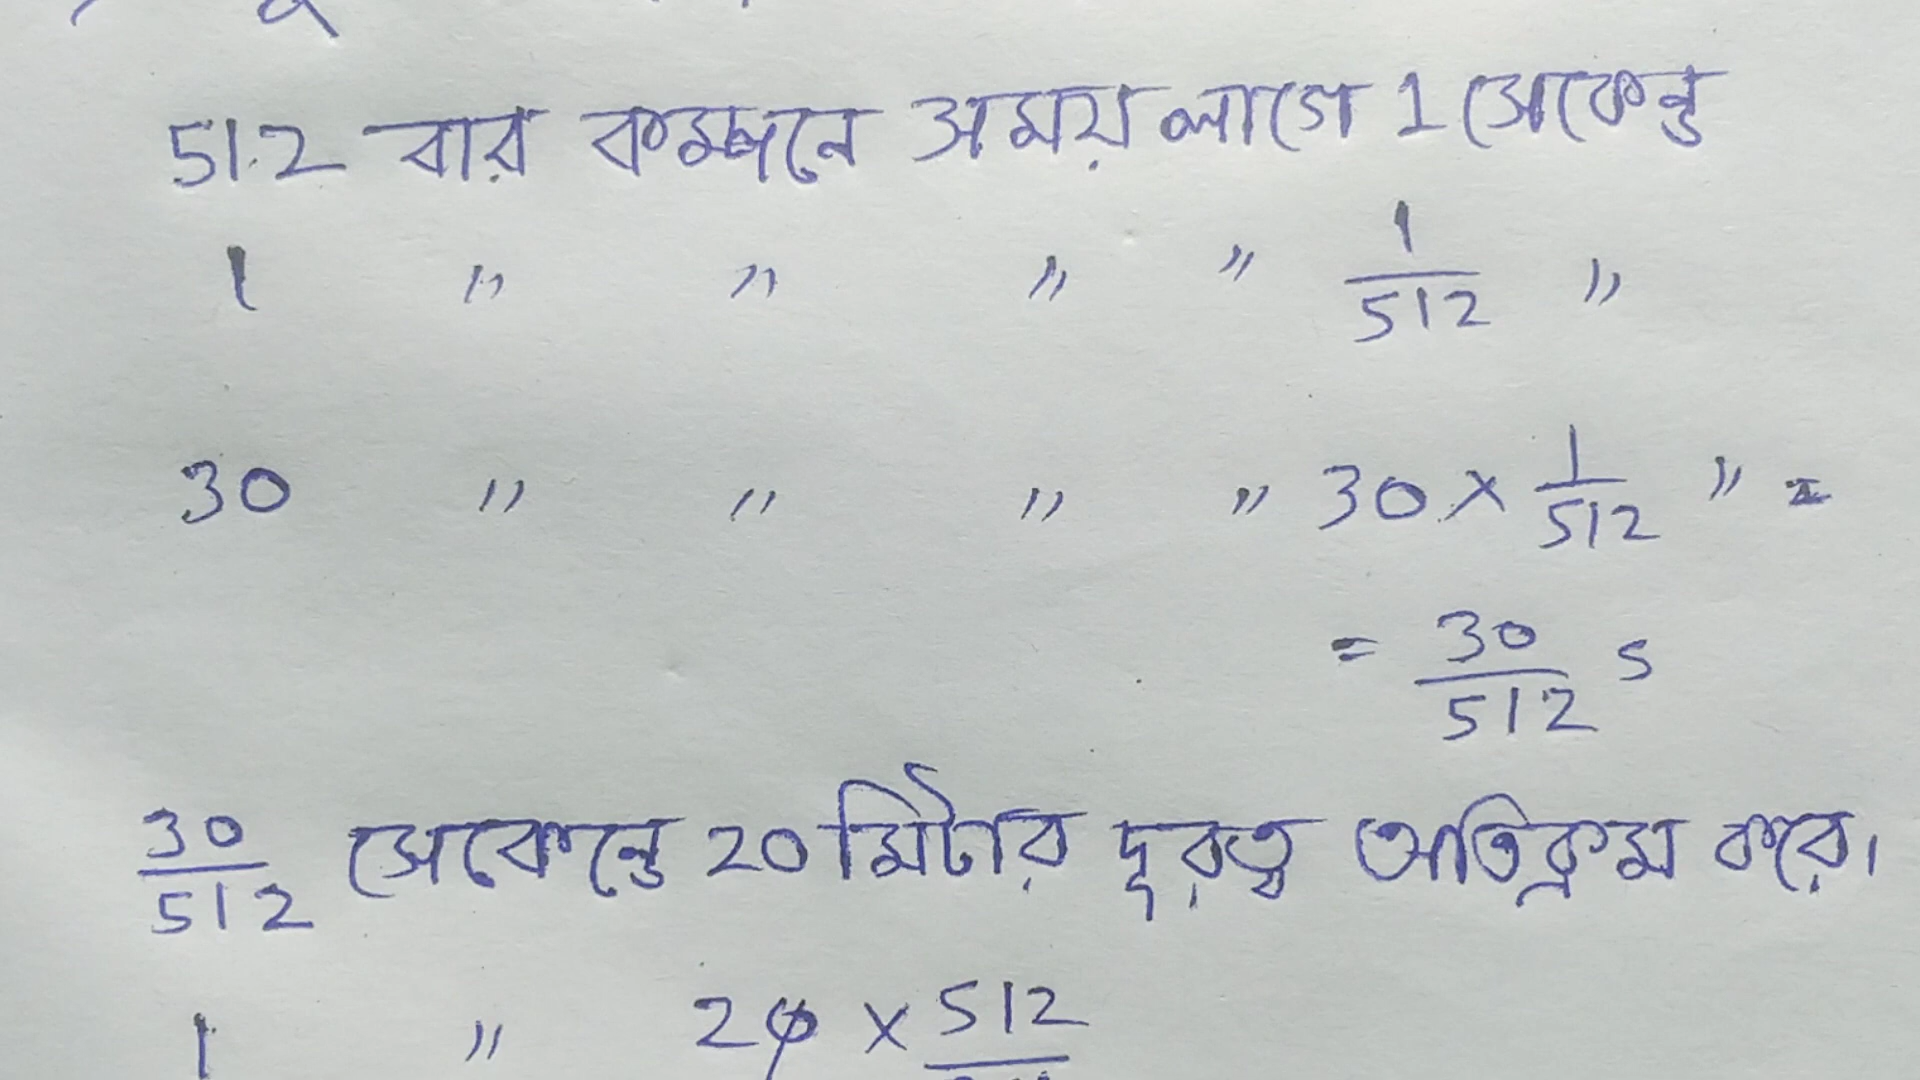 512 বার কম্পনে সময় লাগে 1 সেকেন্ড
1 " " " " 1/512 "
30 " " " " 30 × 1/512 " =
= 30/512 s
30/512 সেকেন্ডে 20 মিটার দূরত্ব অতিক্রম করে।
1 " 20 × 512